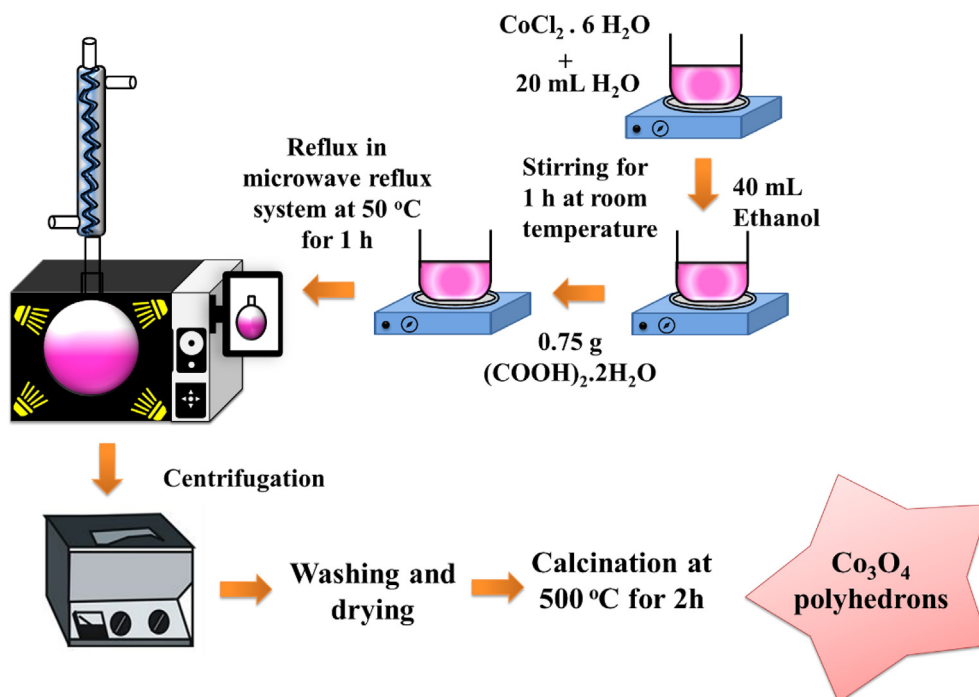 CoCl₂ . 6 H₂O
+
20 mL H₂O
Stirring for
1 h at room
temperature
40 mL
Ethanol
0.75 g
(COOH)₂.2H₂O
Reflux in
microwave reflux
system at 50 ºC
for 1 h
Centrifugation
Washing and
drying
Calcination at
500 ºC for 2h
Co₃O₄
polyhedrons